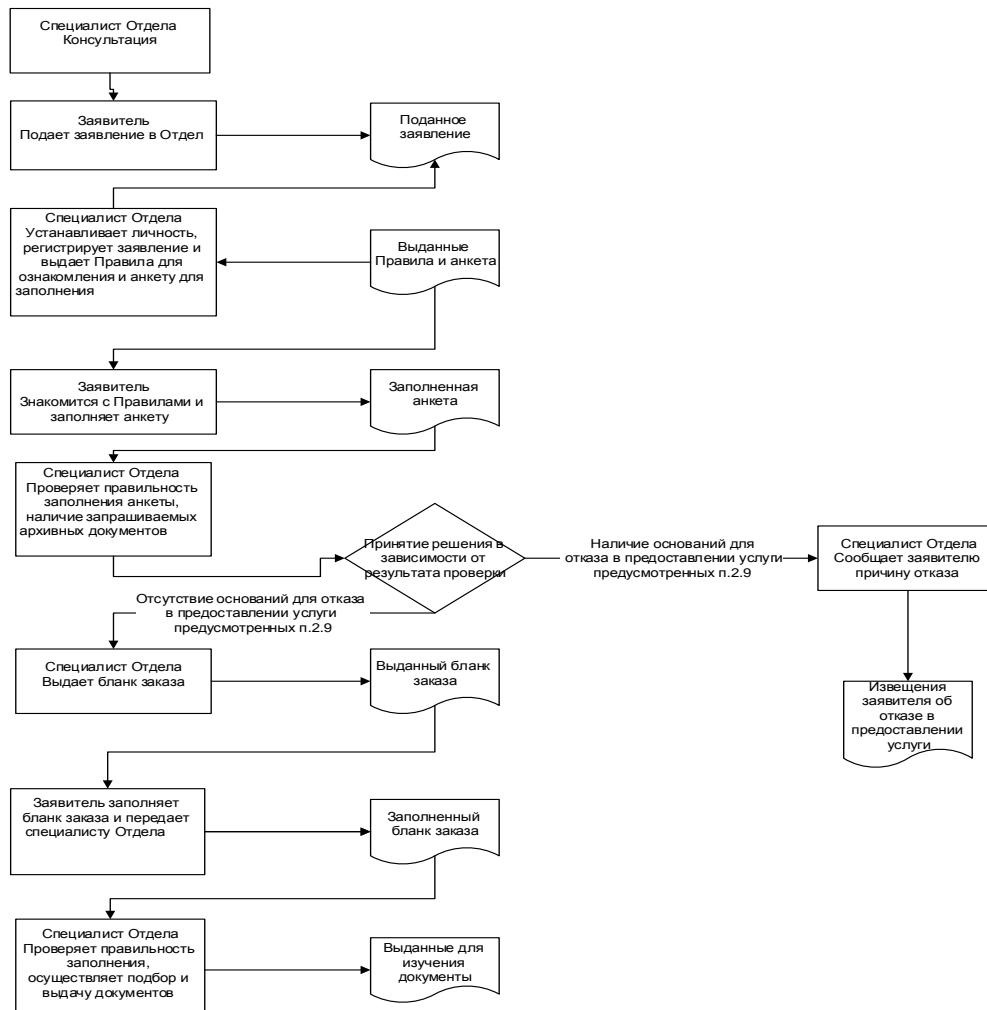 Специалист Отдела
Консультация
Заявитель
Подает заявление в Отдел
Поданное
заявление
Специалист Отдела
Устанавливает личность,
регистрирует заявление и
выдает Правила для
ознакомления и анкету для
заполнения
Выданные
Правила и анкета
Заявитель
Знакомится с Правилами и
заполняет анкету
Заполненная
анкета
Специалист Отдела
Проверяет правильность
заполнения анкеты,
наличие запрашиваемых
архивных документов
Принятие решения в
зависимости от
результата проверки
Наличие оснований для
отказа в предоставлении услуги
предусмотренных п.2.9
Специалист Отдела
Сообщает заявителю
причину отказа
Отсутствие оснований для отказа
в предоставлении услуги
предусмотренных п.2.9
Специалист Отдела
Выдает бланк заказа
Выданный бланк
заказа
Извещения
заявителя об
отказе в
предоставлении
услуги
Заявитель заполняет
бланк заказа и передает
специалисту Отдела
Заполненный
бланк заказа
Специалист Отдела
Проверяет правильность
заполнения,
осуществляет подбор и
выдачу документов
Выданные для
изучения
документы